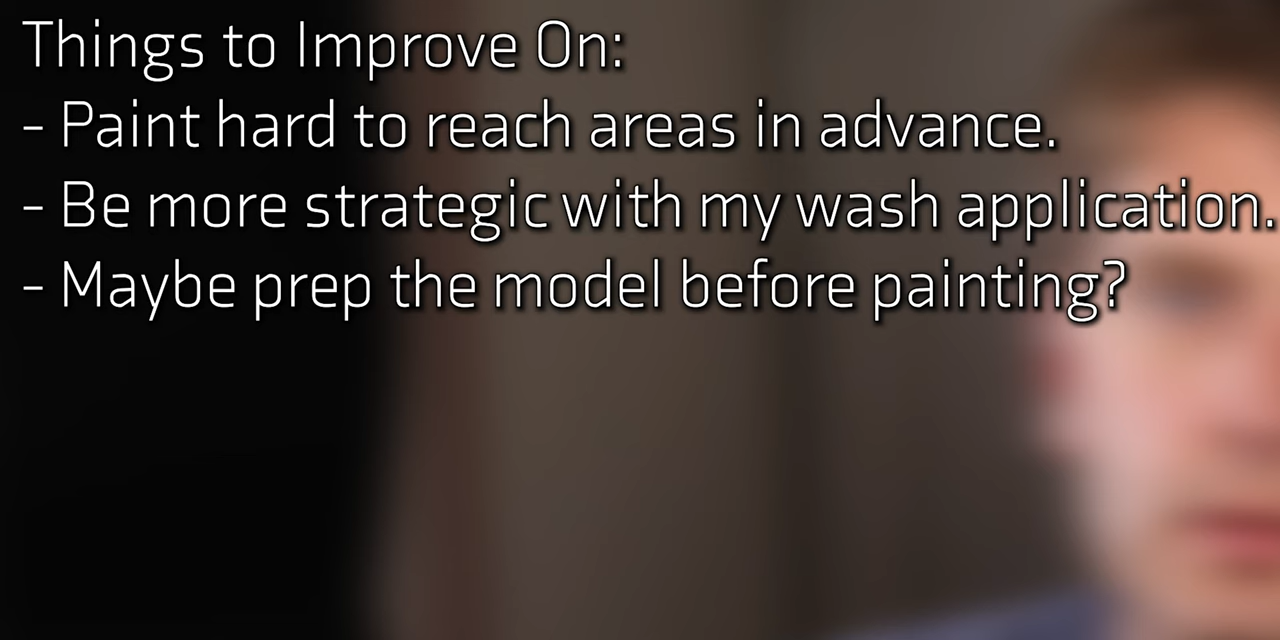 Things to Improve On:
- Paint hard to reach areas in advance.
- Be more strategic with my wash application.
- Maybe prep the model before painting?